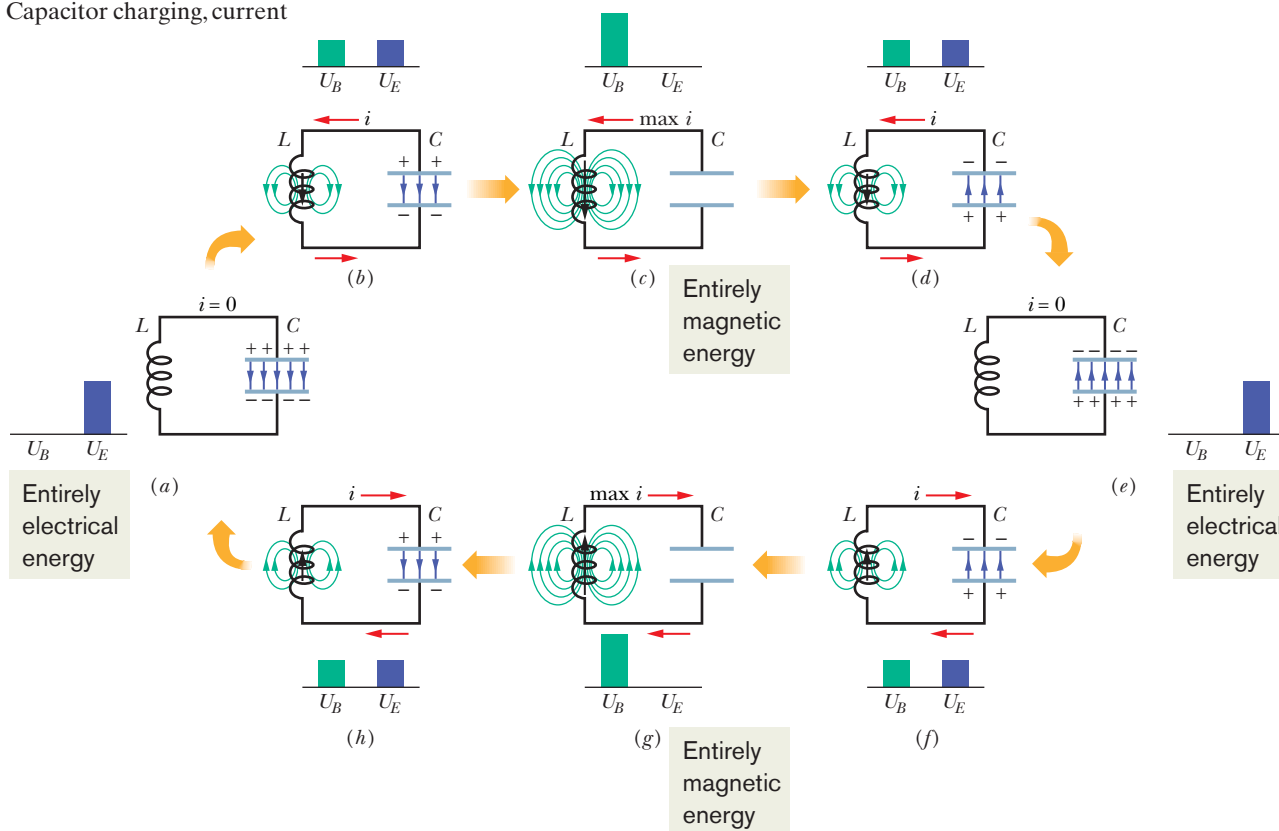 Capacitor charging, current
U_B U_E
U_B U_E
U_B U_E
i
max i
i
L C
L C
L C
+ +
− −
− −
+ +
(b)
(c)
(d)
Entirely
magnetic
energy
i = 0
L C
+ + + + +
− − − − −
U_B U_E
(a)
Entirely
electrical
energy
i = 0
L C
− − − − −
+ + + + +
U_B U_E
(e)
Entirely
electrical
energy
i
max i
i
L C
L C
L C
+ +
− −
− −
+ +
U_B U_E
U_B U_E
U_B U_E
(h)
(g)
(f)
Entirely
magnetic
energy